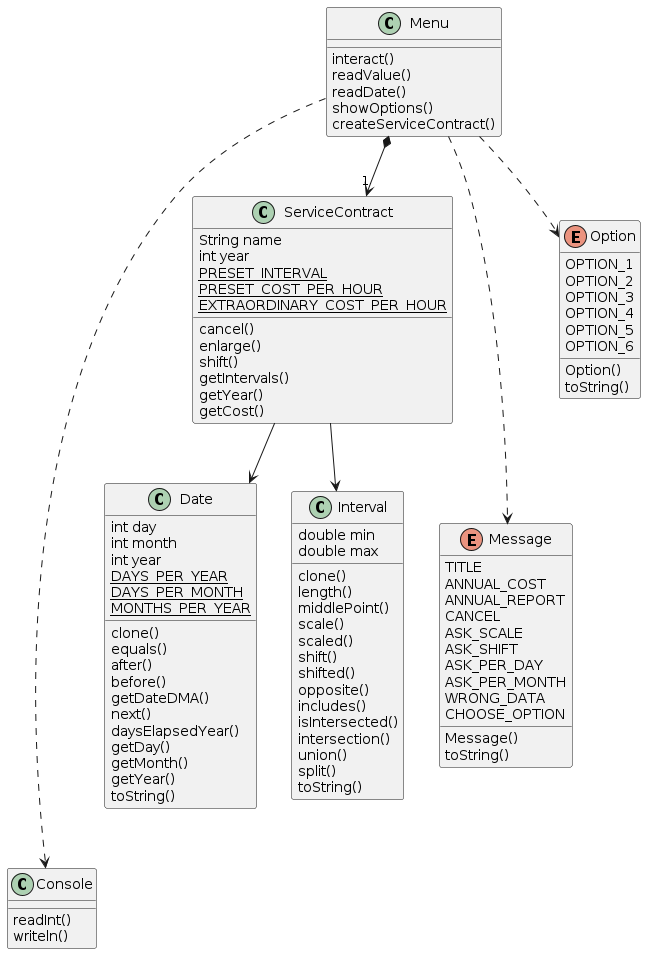 C Menu
interact()
readValue()
readDate()
showOptions()
createServiceContract()
1
C ServiceContract
String name
int year
PRESET_INTERVAL
PRESET_COST_PER_HOUR
EXTRAORDINARY_COST_PER_HOUR
cancel()
enlarge()
shift()
getIntervals()
getYear()
getCost()
E Option
OPTION_1
OPTION_2
OPTION_3
OPTION_4
OPTION_5
OPTION_6
Option()
toString()
C Date
int day
int month
int year
DAYS_PER_YEAR
DAYS_PER_MONTH
MONTHS_PER_YEAR
clone()
equals()
after()
before()
getDateDMA()
next()
daysElapsedYear()
getDay()
getMonth()
getYear()
toString()
C Interval
double min
double max
clone()
length()
middlePoint()
scale()
scaled()
shift()
shifted()
opposite()
includes()
isIntersected()
intersection()
union()
split()
toString()
E Message
TITLE
ANNUAL_COST
ANNUAL_REPORT
CANCEL
ASK_SCALE
ASK_SHIFT
ASK_PER_DAY
ASK_PER_MONTH
WRONG_DATA
CHOOSE_OPTION
Message()
toString()
C Console
readInt()
writeln()